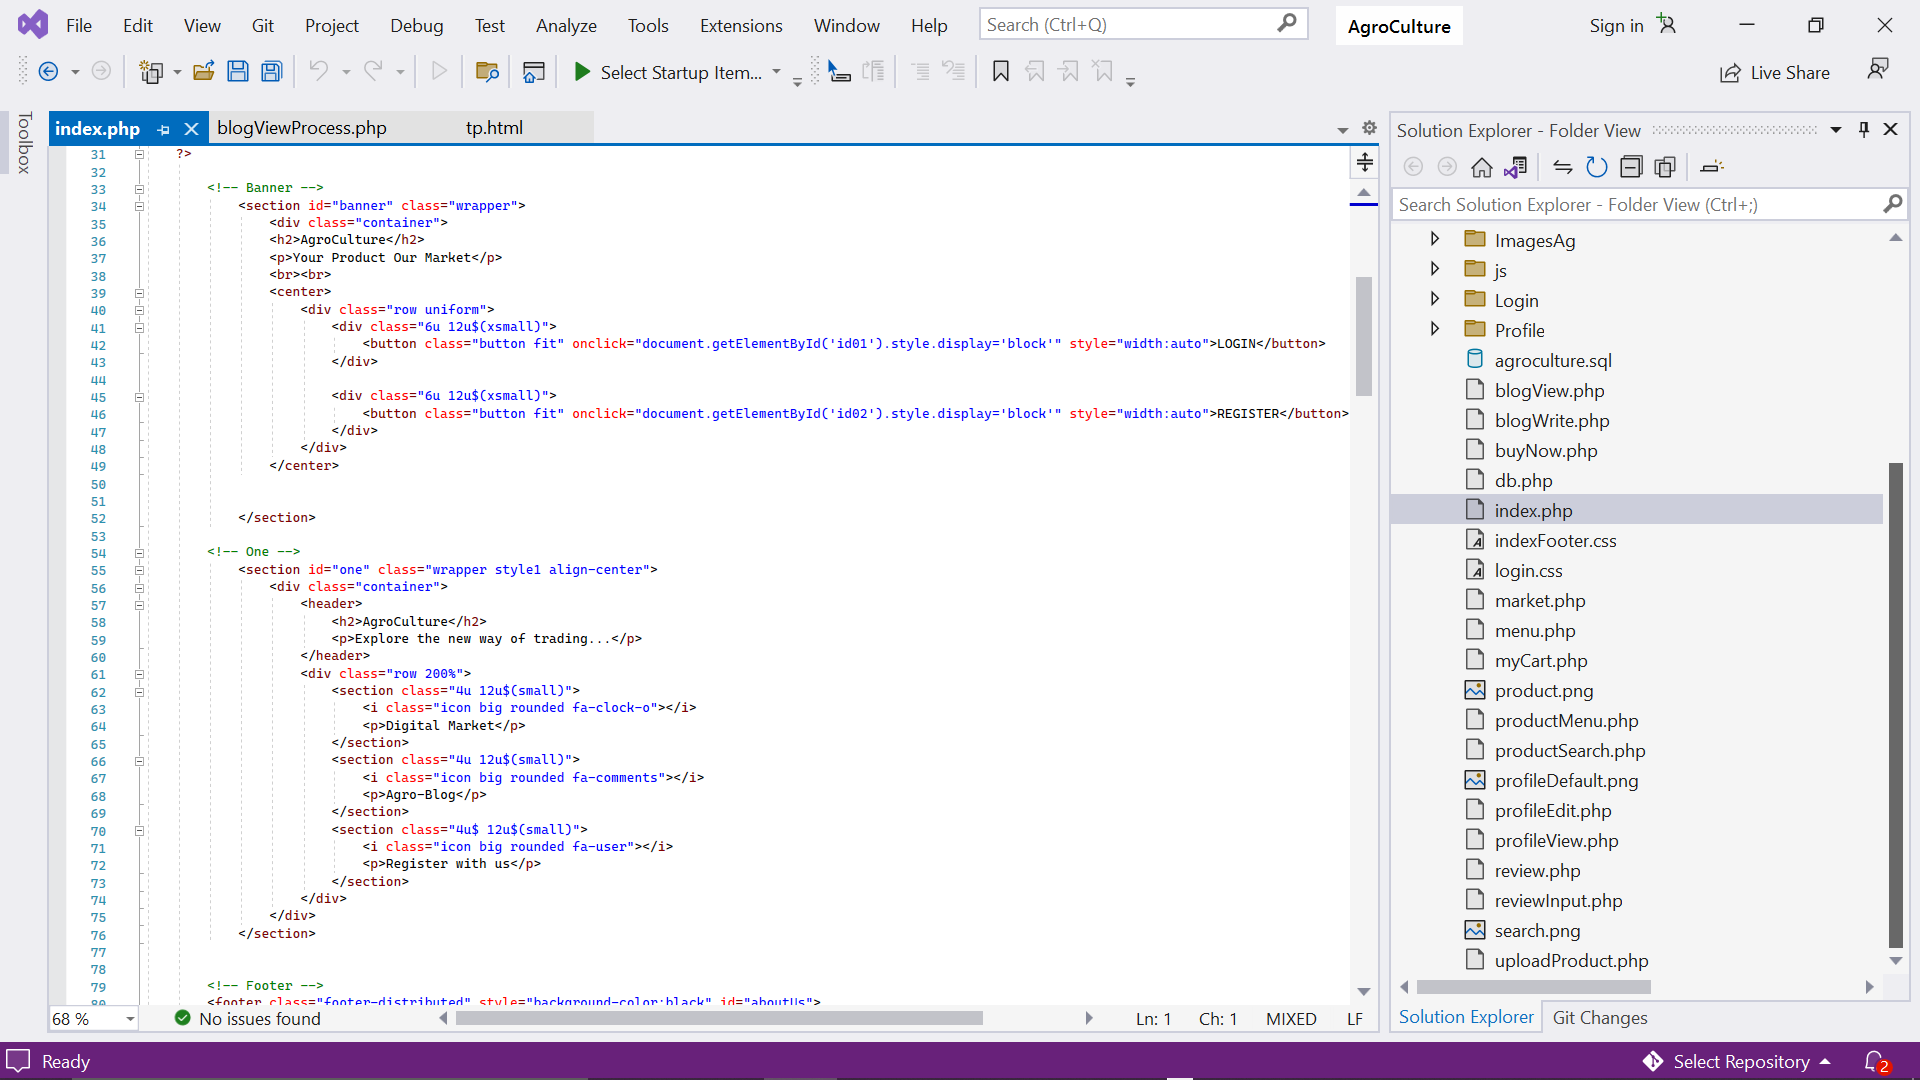 File Edit View Git Project Debug Test Analyze Tools Extensions Window Help Search (Ctrl+Q) AgroCulture Sign in
Select Startup Item... Live Share
Toolbox
index.php blogViewProcess.php tp.html
31 ?>
32
33 <!-- Banner -->
34 <section id="banner" class="wrapper">
35 <div class="container">
36 <h2>AgroCulture</h2>
37 <p>Your Product Our Market</p>
38 <br><br>
39 <center>
40 <div class="row uniform">
41 <div class="6u 12u$(xsmall)">
42 <button class="button fit" onclick="document.getElementById('id01').style.display='block'" style="width:auto">LOGIN</button>
43 </div>
44
45 <div class="6u 12u$(xsmall)">
46 <button class="button fit" onclick="document.getElementById('id02').style.display='block'" style="width:auto">REGISTER</button>
47 </div>
48 </div>
49 </center>
50
51
52 </section>
53
54 <!-- One -->
55 <section id="one" class="wrapper style1 align-center">
56 <div class="container">
57 <header>
58 <h2>AgroCulture</h2>
59 <p>Explore the new way of trading...</p>
60 </header>
61 <div class="row 200%">
62 <section class="4u 12u$(small)">
63 <i class="icon big rounded fa-clock-o"></i>
64 <p>Digital Market</p>
65 </section>
66 <section class="4u 12u$(small)">
67 <i class="icon big rounded fa-comments"></i>
68 <p>Agro-Blog</p>
69 </section>
70 <section class="4u$ 12u$(small)">
71 <i class="icon big rounded fa-user"></i>
72 <p>Register with us</p>
73 </section>
74 </div>
75 </div>
76 </section>
77
78
79 <!-- Footer -->
80 <footer class="footer-distributed" style="background-color:black" id="aboutUs">
68 % No issues found Ln: 1 Ch: 1 MIXED LF
Solution Explorer - Folder View
Search Solution Explorer - Folder View (Ctrl+;)
ImagesAg
js
Login
Profile
agroculture.sql
blogView.php
blogWrite.php
buyNow.php
db.php
index.php
indexFooter.css
login.css
market.php
menu.php
myCart.php
product.png
productMenu.php
productSearch.php
profileDefault.png
profileEdit.php
profileView.php
review.php
reviewInput.php
search.png
uploadProduct.php
Solution Explorer Git Changes
Ready Select Repository 2